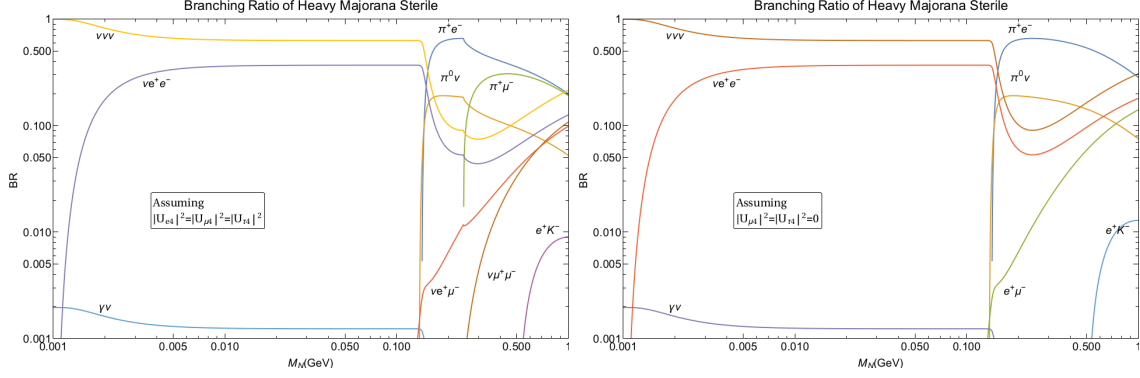 Branching Ratio of Heavy Majorana Sterile
BR
1
0.500
0.100
0.050
0.010
0.005
0.001
ννν
νe⁺e⁻
γν
π⁺e⁻
π⁰ν
π⁺μ⁻
e⁺K⁻
νμ⁺μ⁻
νe⁺μ⁻
Assuming
|U_e4|²=|U_μ4|²=|U_τ4|²
0.001 0.005 0.010 0.050 0.100 0.500 1
M_N(GeV)
Branching Ratio of Heavy Majorana Sterile
BR
1
0.500
0.100
0.050
0.010
0.005
0.001
ννν
νe⁺e⁻
γν
π⁺e⁻
π⁰ν
e⁺K⁻
e⁺μ⁻
Assuming
|U_μ4|²=|U_τ4|²=0
0.001 0.005 0.010 0.050 0.100 0.500 1
M_N(GeV)